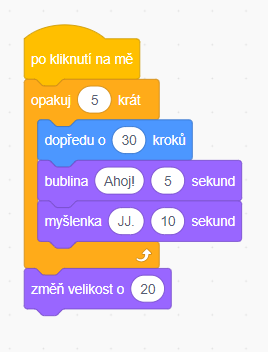 po kliknutí na mě
opakuj 5 krát
dopředu o 30 kroků
bublina Ahoj! 5 sekund
myšlenka JJ. 10 sekund
změň velikost o 20